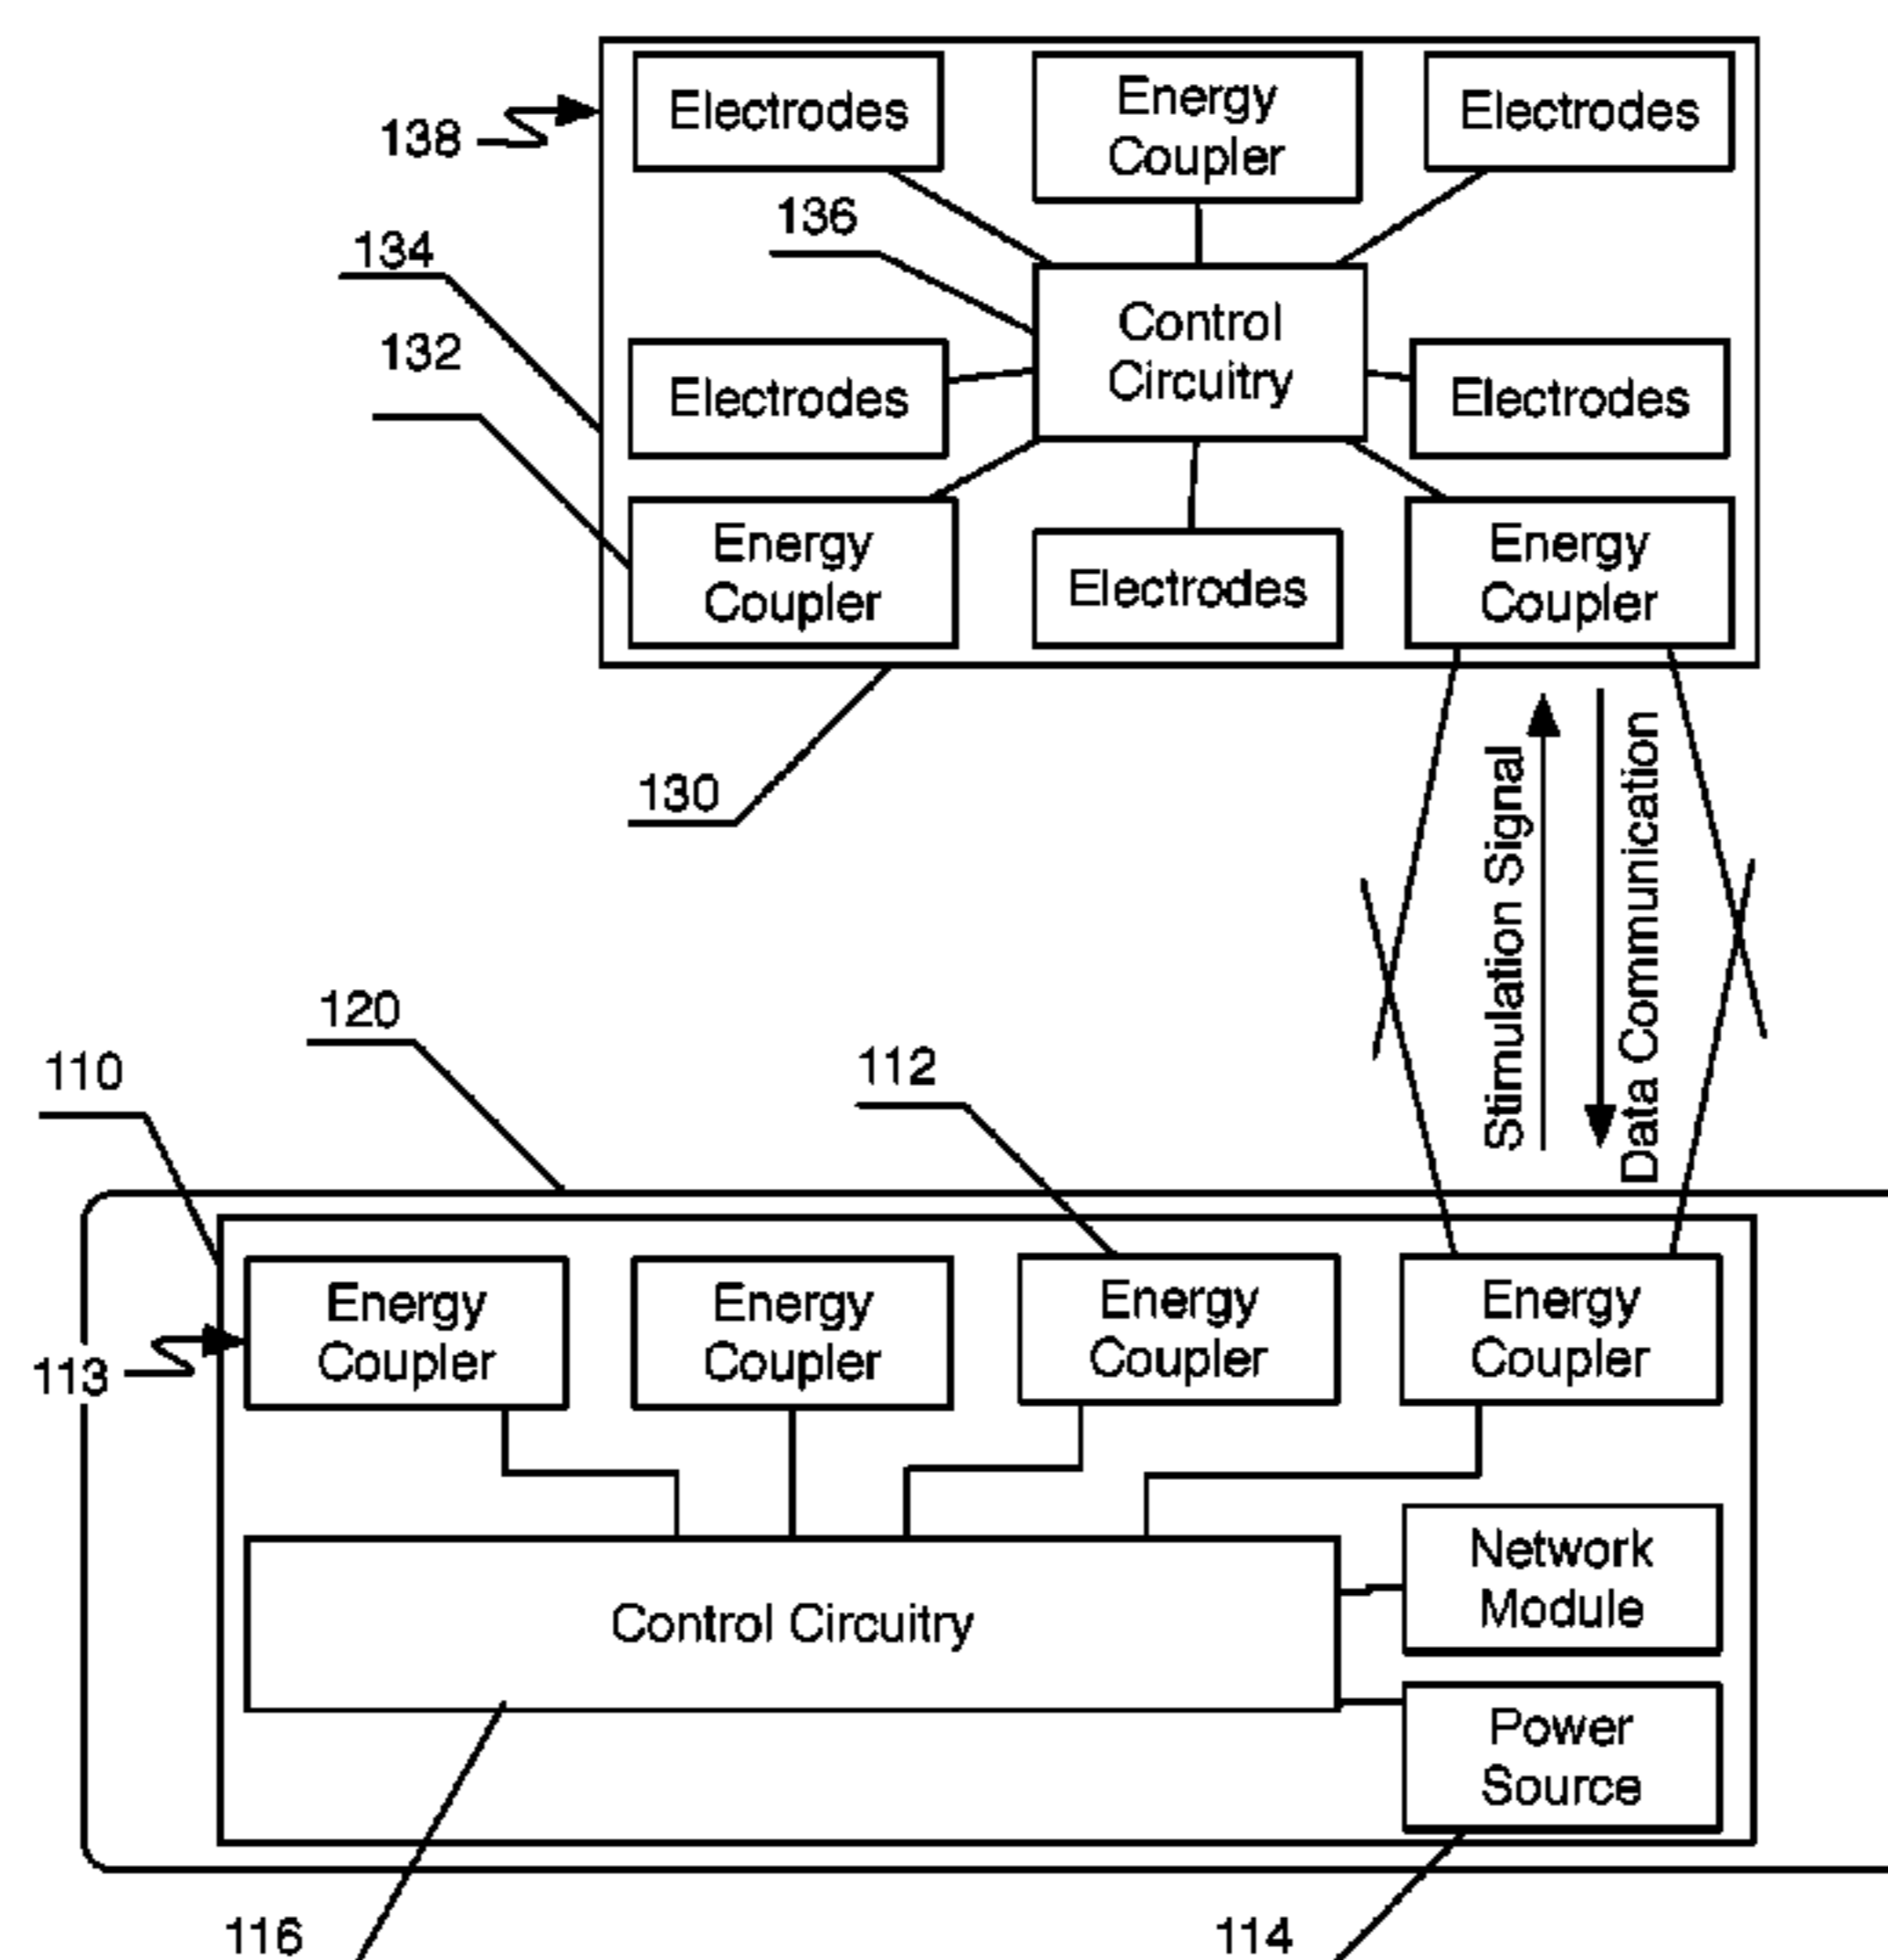 Electrodes
Energy
Coupler
Electrodes
138
136
134
Control
Circuitry
132
Electrodes
Electrodes
Energy
Coupler
Electrodes
Energy
Coupler
130
Stimulation Signal
Data Communication
120
110
112
113
Energy
Coupler
Energy
Coupler
Energy
Coupler
Energy
Coupler
Network
Module
Control Circuitry
Power
Source
116
114